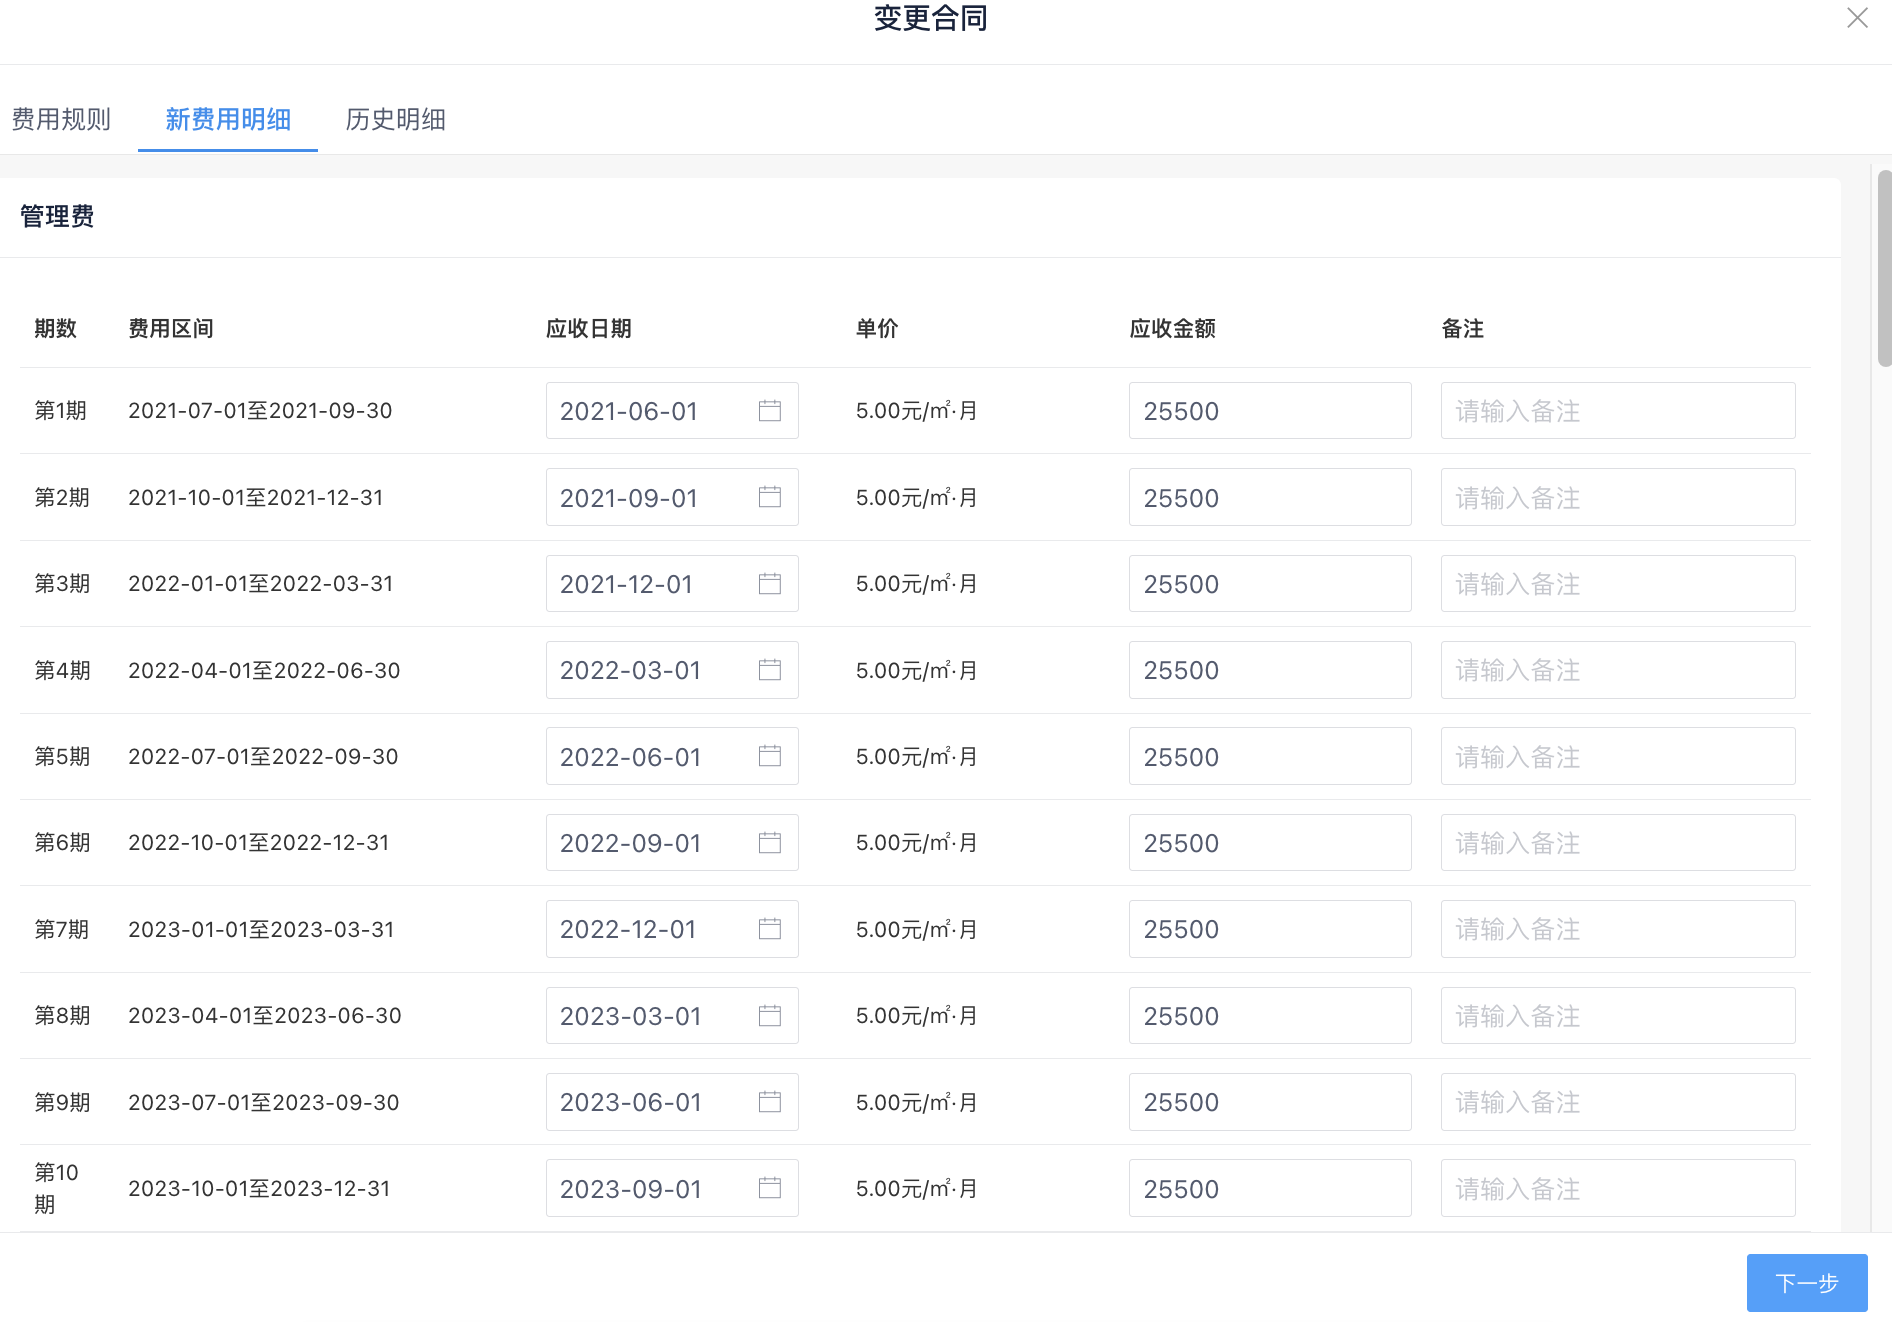 变更合同
费用规则 新费用明细 历史明细
管理费
期数 费用区间 应收日期 单价 应收金额 备注
第1期 2021-07-01至2021-09-30 2021-06-01 5.00元/㎡·月 25500 请输入备注
第2期 2021-10-01至2021-12-31 2021-09-01 5.00元/㎡·月 25500 请输入备注
第3期 2022-01-01至2022-03-31 2021-12-01 5.00元/㎡·月 25500 请输入备注
第4期 2022-04-01至2022-06-30 2022-03-01 5.00元/㎡·月 25500 请输入备注
第5期 2022-07-01至2022-09-30 2022-06-01 5.00元/㎡·月 25500 请输入备注
第6期 2022-10-01至2022-12-31 2022-09-01 5.00元/㎡·月 25500 请输入备注
第7期 2023-01-01至2023-03-31 2022-12-01 5.00元/㎡·月 25500 请输入备注
第8期 2023-04-01至2023-06-30 2023-03-01 5.00元/㎡·月 25500 请输入备注
第9期 2023-07-01至2023-09-30 2023-06-01 5.00元/㎡·月 25500 请输入备注
第10
期 2023-10-01至2023-12-31 2023-09-01 5.00元/㎡·月 25500 请输入备注
下一步